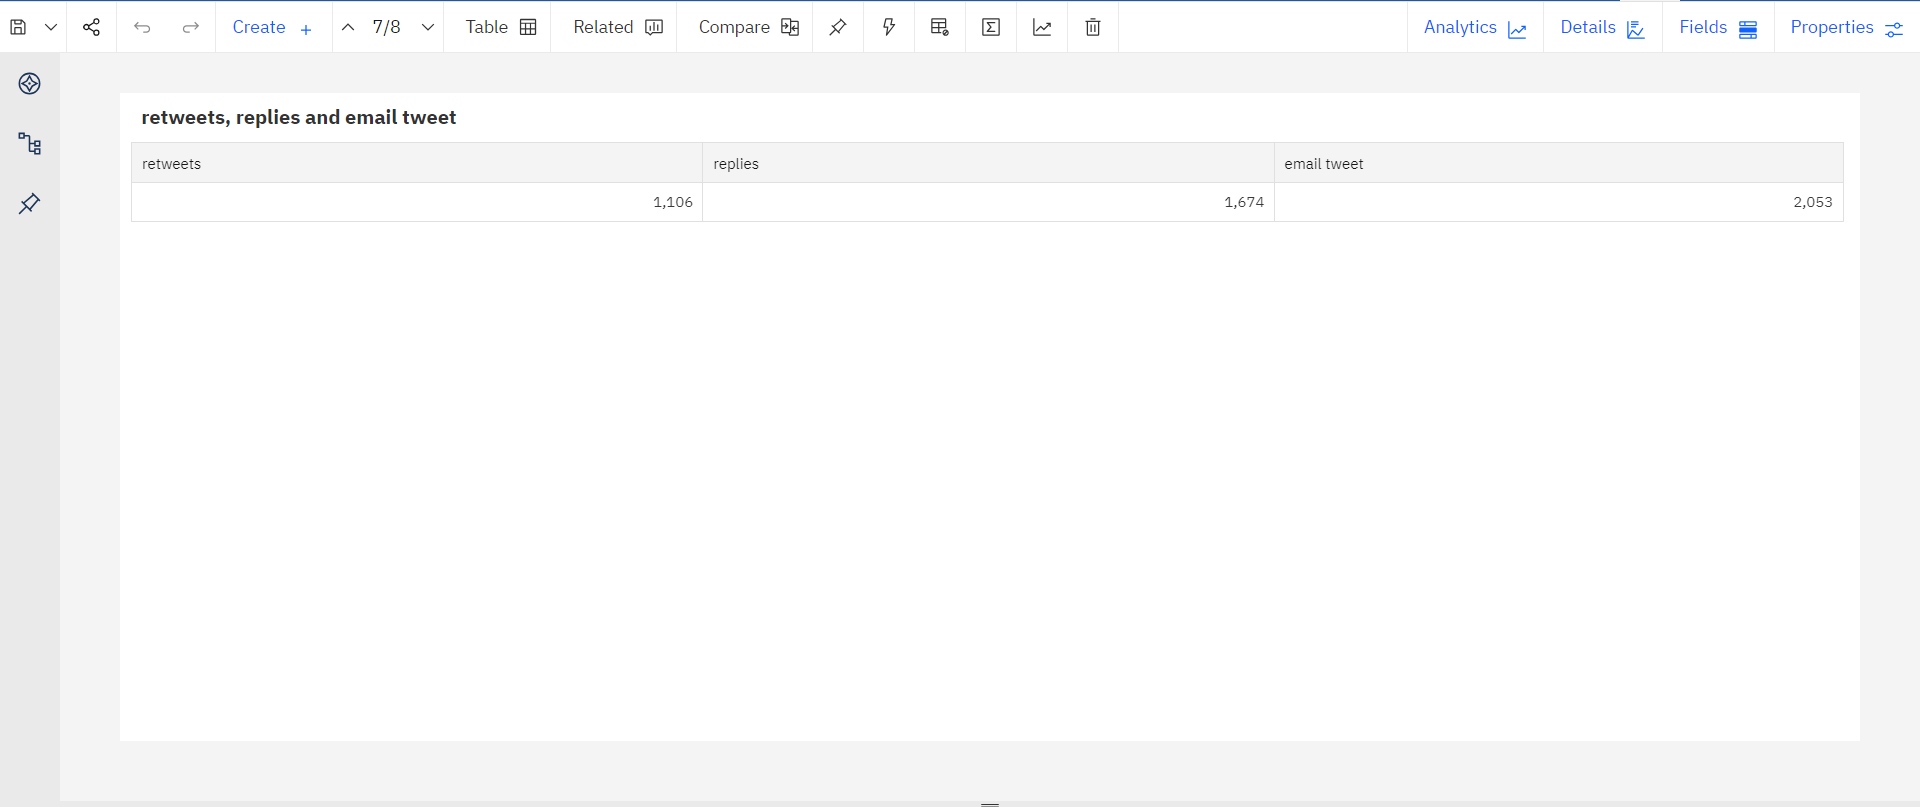 Create + 7/8 Table Related Compare Analytics Details Fields Properties
retweets, replies and email tweet
retweets replies email tweet
1,106 1,674 2,053